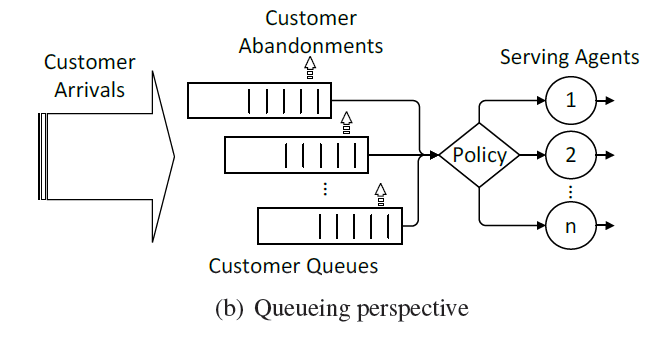 Customer
Abandonments
Customer
Arrivals
Serving Agents
1
Policy
2
⋮
⋮
n
Customer Queues
(b) Queueing perspective